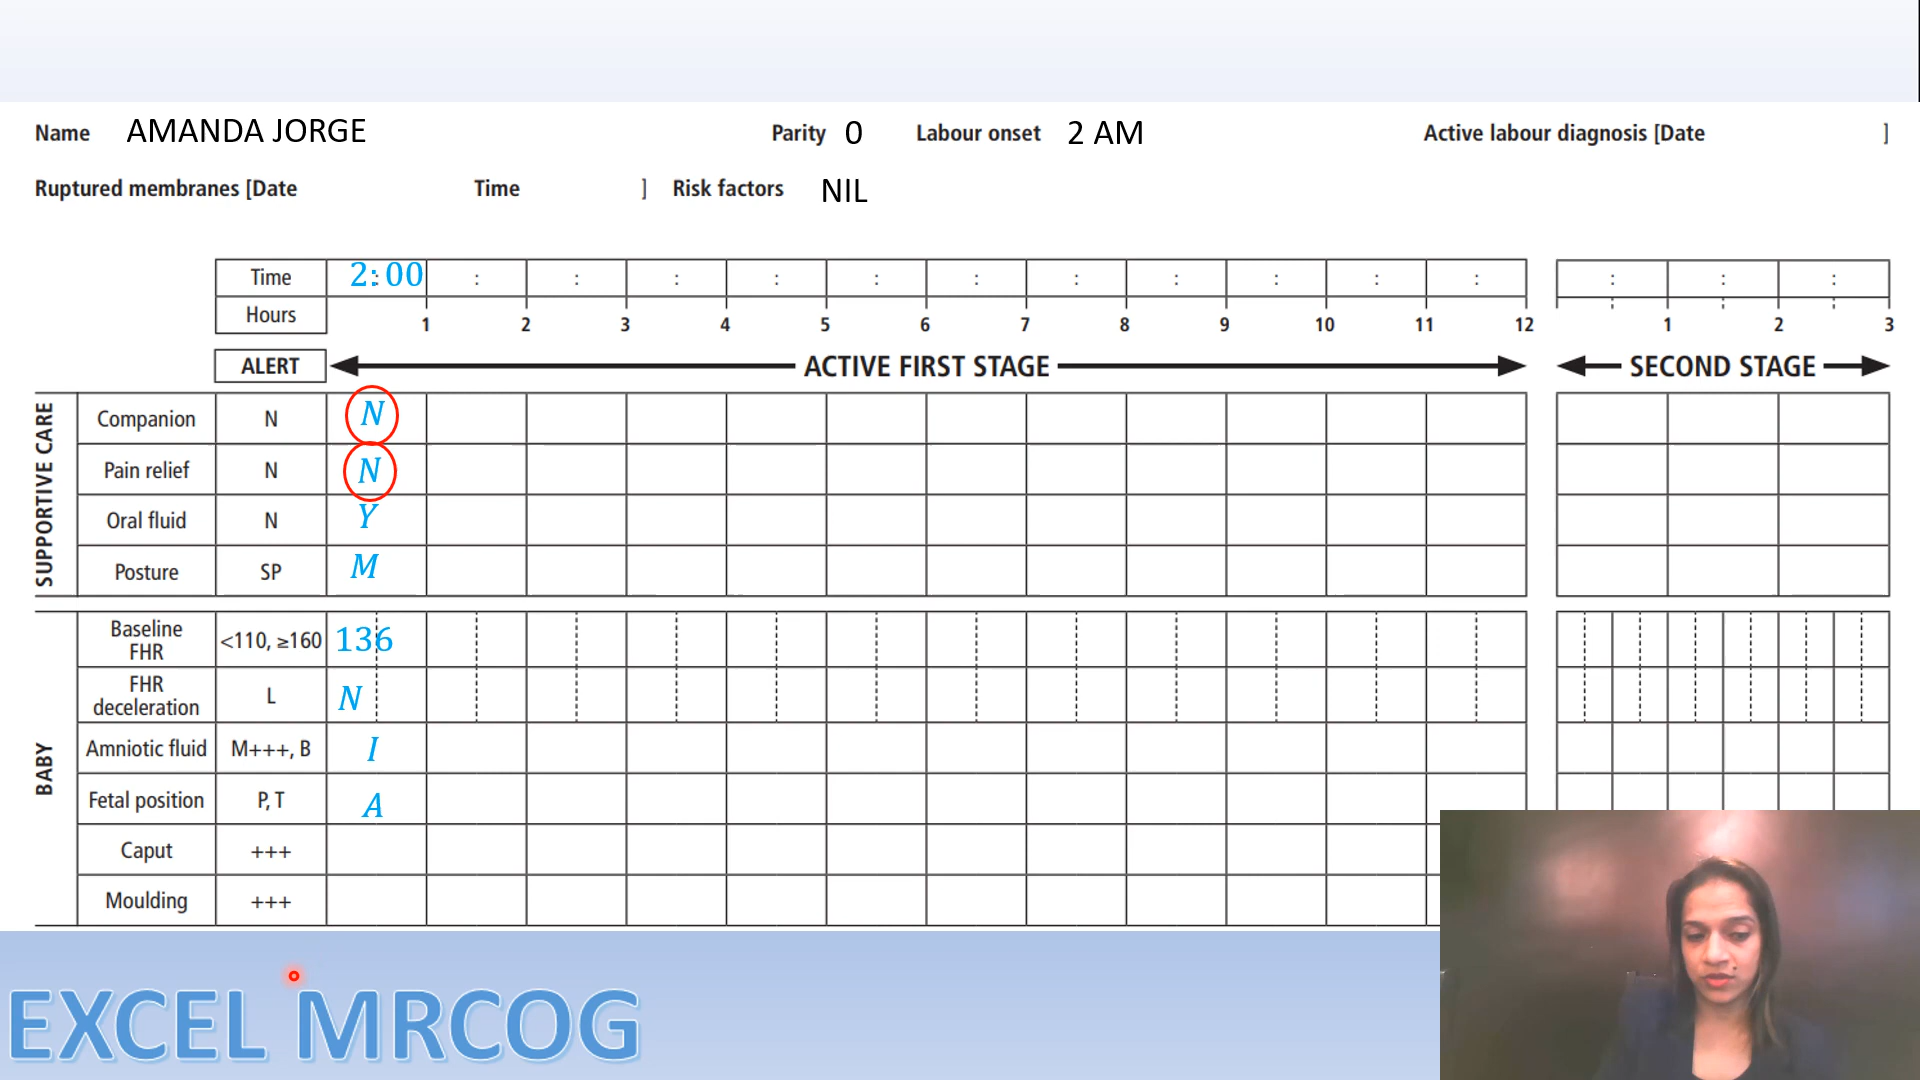 Name AMANDA JORGE Parity 0 Labour onset 2 AM Active labour diagnosis [Date ]
Ruptured membranes [Date Time ] Risk factors NIL
Time 2:00 : : : : : : : : : : : : : :
Hours 1 2 3 4 5 6 7 8 9 10 11 12 1 2 3
ALERT ACTIVE FIRST STAGE SECOND STAGE
SUPPORTIVE CARE
Companion N N
Pain relief N N
Oral fluid N Y
Posture SP M
BABY
Baseline FHR <110, ≥160 136
FHR deceleration L N
Amniotic fluid M+++, B I
Fetal position P, T A
Caput +++
Moulding +++
EXCEL MRCOG